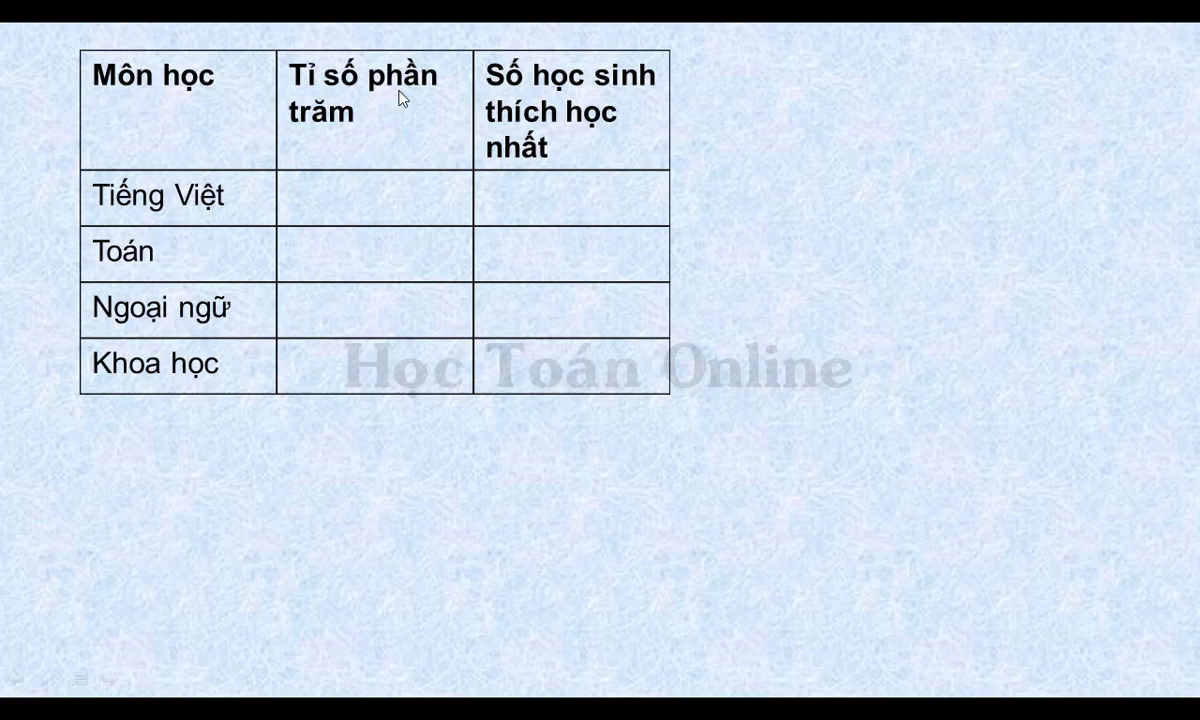 Môn học
Tỉ số phần
trăm
Số học sinh
thích học
nhất
Tiếng Việt
Toán
Ngoại ngữ
Khoa học
Học Toán Online